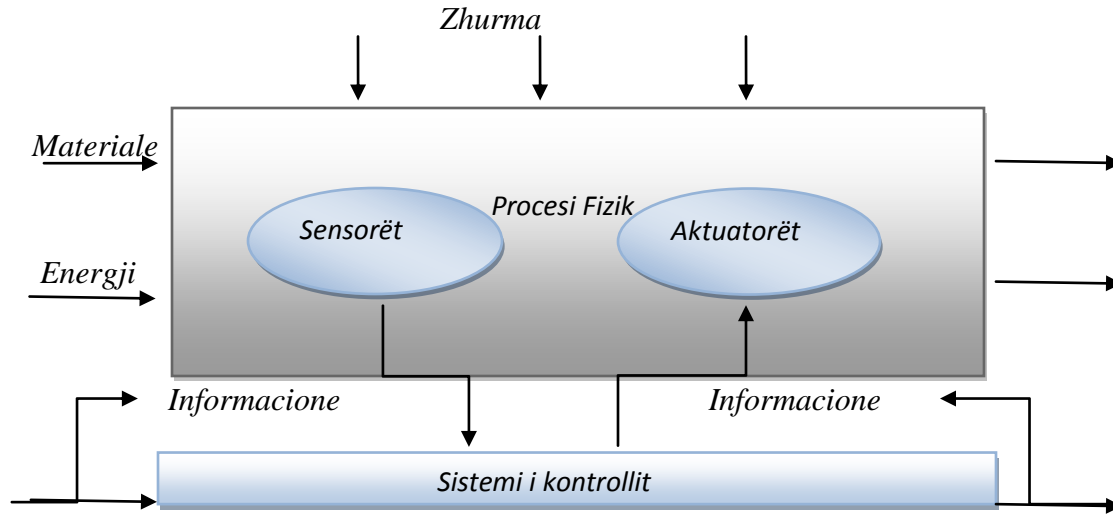 Zhurma
Materiale
Procesi Fizik
Sensorët
Aktuatorët
Energji
Informacione
Informacione
Sistemi i kontrollit